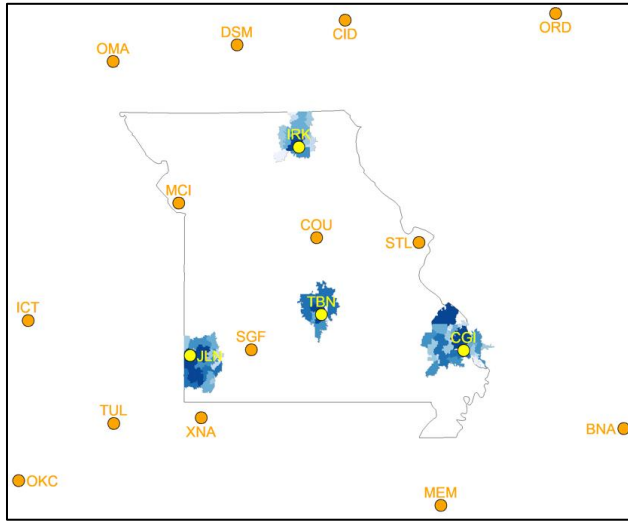 ORD
DSM
CID
OMA
IRK
MCI
COU
STL
TBN
ICT
SGF
CGI
JLN
TUL
XNA
BNA
OKC
MEM